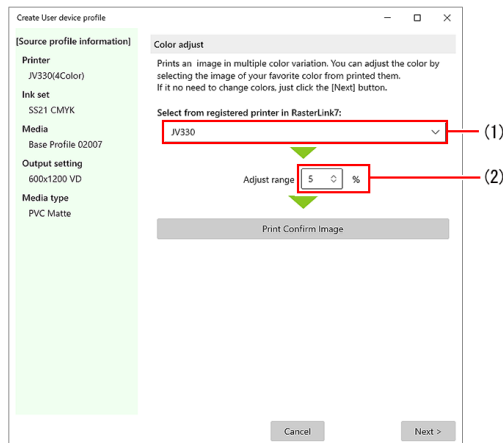 Create User device profile
[Source profile information]
Printer
JV330(4Color)
Ink set
SS21 CMYK
Media
Base Profile 02007
Output setting
600x1200 VD
Media type
PVC Matte
Color adjust
Prints an image in multiple color variation. You can adjust the color by
selecting the image of your favorite color from printed them.
If it no need to change colors, just click the [Next] button.
Select from registered printer in RasterLink7:
JV330
(1)
Adjust range 5 %
(2)
Print Confirm Image
Cancel
Next >